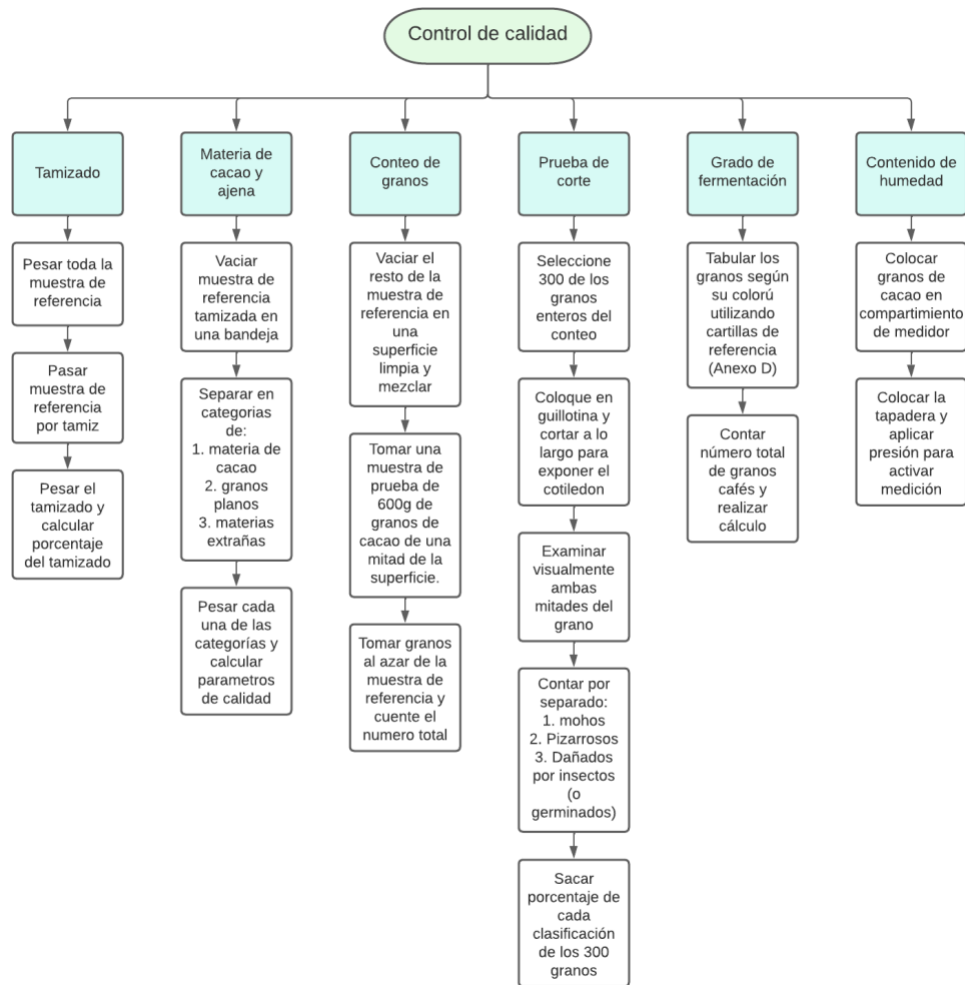 Control de calidad
Tamizado
Materia de
cacao y
ajena
Conteo de
granos
Prueba de
corte
Grado de
fermentación
Contenido de
humedad
Pesar toda la
muestra de
referencia
Pasar
muestra de
referencia
por tamiz
Pesar el
tamizado y
calcular
porcentaje
del tamizado
Vaciar
muestra de
referencia
tamizada en
una bandeja
Separar en
categorias
de:
1. materia de
cacao
2. granos
planos
3. materias
extrañas
Pesar cada
una de las
categorías y
calcular
parametros
de calidad
Vaciar el
resto de la
muestra de
referencia en
una
superficie
limpia y
mezclar
Tomar una
muestra de
prueba de
600g de
granos de
cacao de una
mitad de la
superficie.
Tomar granos
al azar de la
muestra de
referencia y
cuente el
numero total
Seleccione
300 de los
granos
enteros del
conteo
Coloque en
guillotina y
cortar a lo
largo para
exponer el
cotiledon
Examinar
visualmente
ambas
mitades del
grano
Contar por
separado:
1. mohos
2. Pizarrosos
3. Dañados
por insectos
(o
germinados)
Sacar
porcentaje de
cada
clasificación
de los 300
granos
Tabular los
granos según
su colorú
utilizando
cartillas de
referencia
(Anexo D)
Contar
número total
de granos
cafés y
realizar
cálculo
Colocar
granos de
cacao en
compartimiento
de medidor
Colocar la
tapadera y
aplicar
presión para
activar
medición